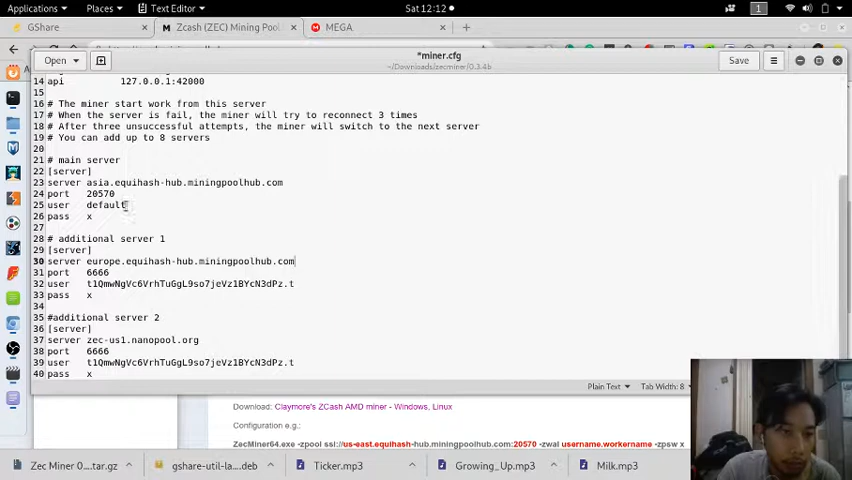 Applications Places Text Editor Sat 12:12 1
GShare Zcash (ZEC) Mining Pool Hub MEGA
Open *miner.cfg Save
~/Downloads/zecminer/0.3.4b
14 api 127.0.0.1:42000
15
16 # The miner start work from this server
17 # When the server is fail, the miner will try to reconnect 3 times
18 # After three unsuccessful attempts, the miner will switch to the next server
19 # You can add up to 8 servers
20
21 # main server
22 [server]
23 server asia.equihash-hub.miningpoolhub.com
24 port 20570
25 user default
26 pass x
27
28 # additional server 1
29 [server]
30 server europe.equihash-hub.miningpoolhub.com
31 port 6666
32 user t1QmwNgVc6VrhTuGgL9so7jeVz1BYcN3dPz.t
33 pass x
34
35 #additional server 2
36 [server]
37 server zec-us1.nanopool.org
38 port 6666
39 user t1QmwNgVc6VrhTuGgL9so7jeVz1BYcN3dPz.t
40 pass x
Plain Text Tab Width: 8
Download: Claymore's ZCash AMD miner - Windows, Linux
Configuration e.g.:
ZecMiner64.exe -zpool ssl://us-east.equihash-hub.miningpoolhub.com:20570 -zwal username.workername -zpsw x
Zec Miner 0....tar.gz gshare-util-la....deb Ticker.mp3 Growing_Up.mp3 Milk.mp3